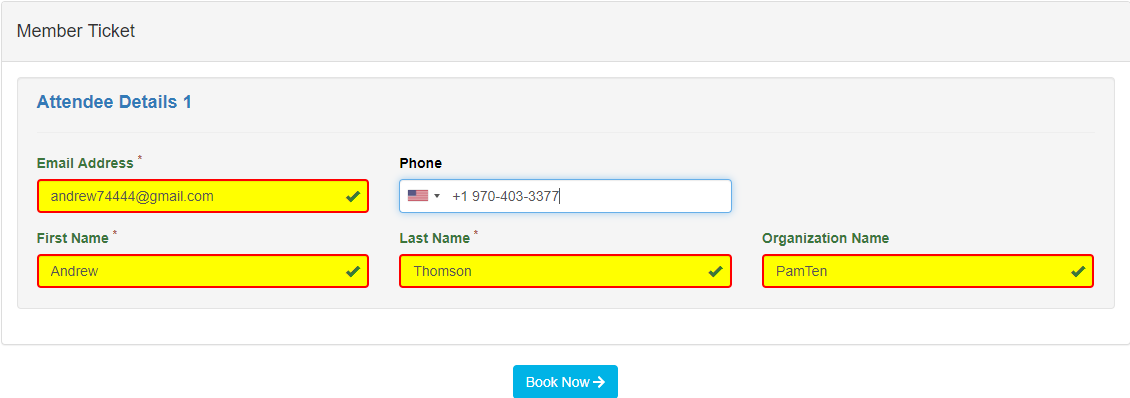 Member Ticket
Attendee Details 1
Email Address * Phone
andrew74444@gmail.com +1 970-403-3377
First Name * Last Name * Organization Name
Andrew Thomson PamTen
Book Now